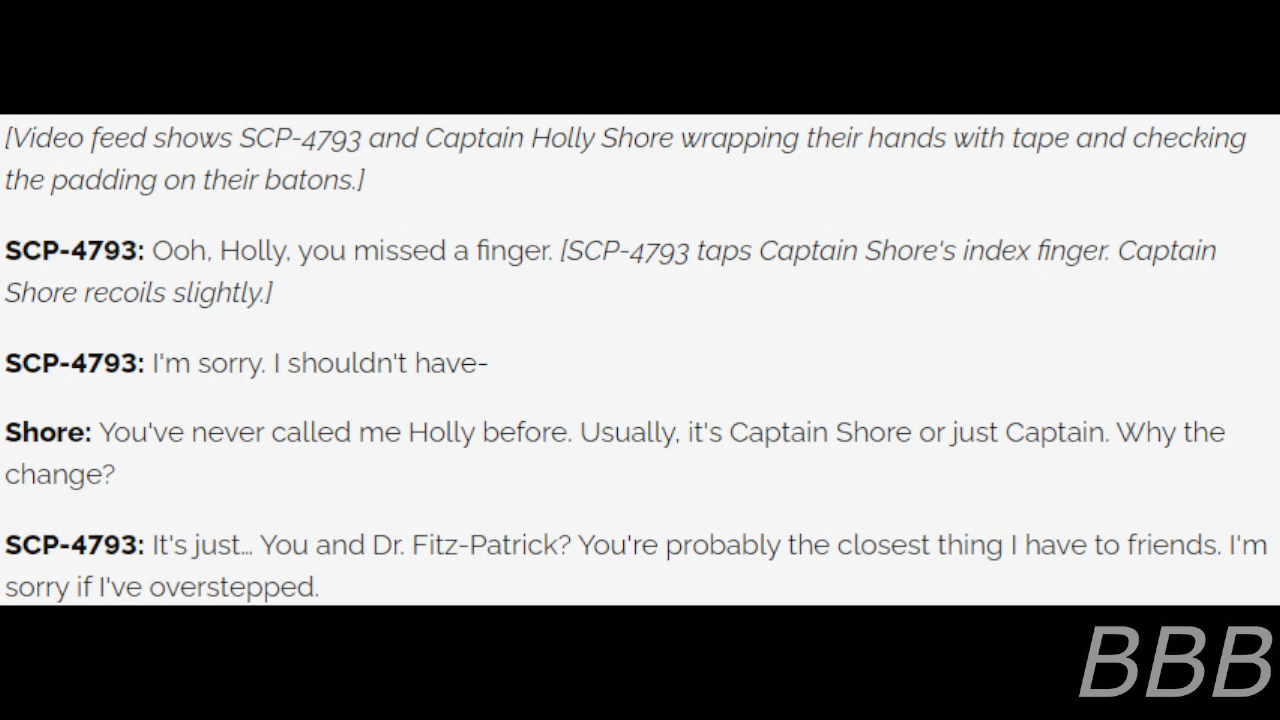 [Video feed shows SCP-4793 and Captain Holly Shore wrapping their hands with tape and checking
the padding on their batons.]
SCP-4793: Ooh, Holly, you missed a finger. [SCP-4793 taps Captain Shore's index finger. Captain
Shore recoils slightly.]
SCP-4793: I'm sorry. I shouldn't have-
Shore: You've never called me Holly before. Usually, it's Captain Shore or just Captain. Why the
change?
SCP-4793: It's just… You and Dr. Fitz-Patrick? You're probably the closest thing I have to friends. I'm
sorry if I've overstepped.
BBB